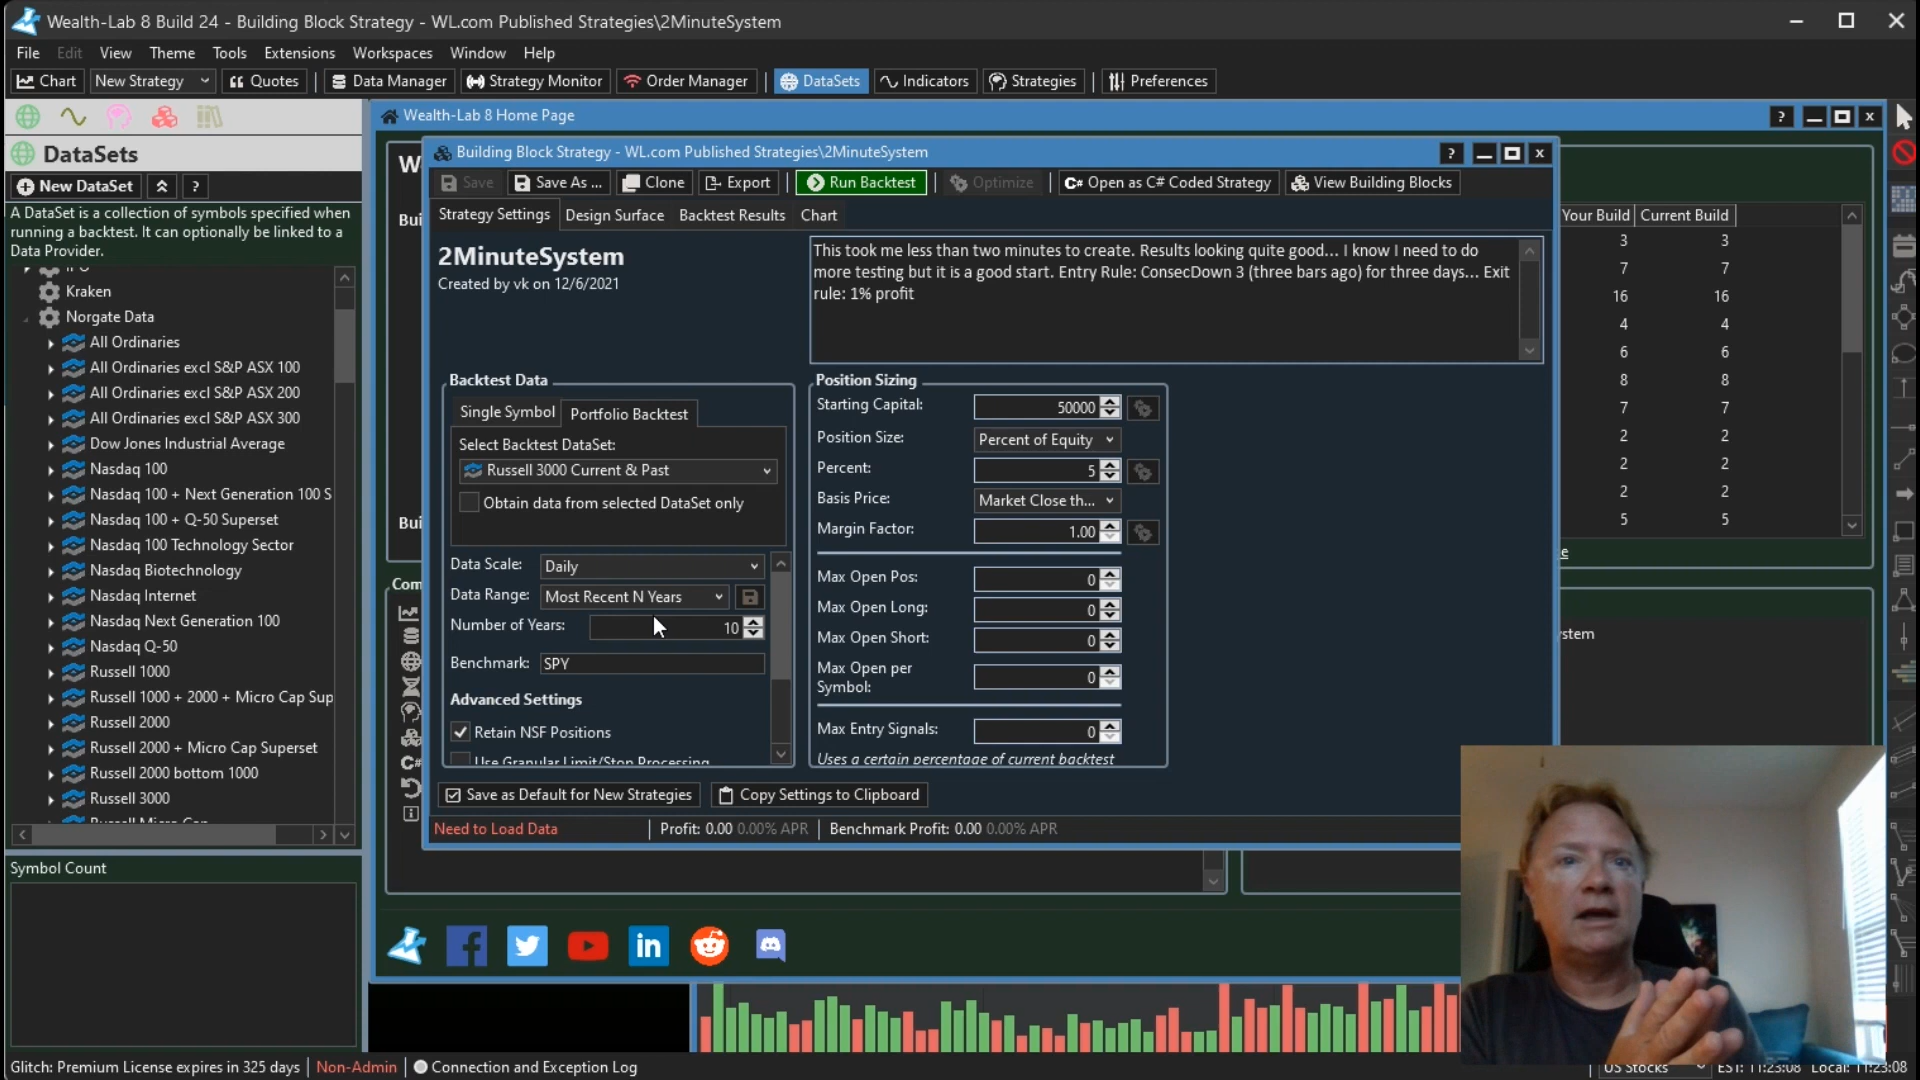 Wealth-Lab 8 Build 24 - Building Block Strategy - WL.com Published Strategies\2MinuteSystem
File Edit View Theme Tools Extensions Workspaces Window Help
Chart New Strategy Quotes Data Manager Strategy Monitor Order Manager DataSets Indicators Strategies Preferences
Wealth-Lab 8 Home Page
DataSets
New DataSet ?
A DataSet is a collection of symbols specified when
running a backtest. It can optionally be linked to a
Data Provider.
Kraken
Norgate Data
All Ordinaries
All Ordinaries excl S&P ASX 100
All Ordinaries excl S&P ASX 200
All Ordinaries excl S&P ASX 300
Dow Jones Industrial Average
Nasdaq 100
Nasdaq 100 + Next Generation 100 S
Nasdaq 100 + Q-50 Superset
Nasdaq 100 Technology Sector
Nasdaq Biotechnology
Nasdaq Internet
Nasdaq Next Generation 100
Nasdaq Q-50
Russell 1000
Russell 1000 + 2000 + Micro Cap Sup
Russell 2000
Russell 2000 + Micro Cap Superset
Russell 2000 bottom 1000
Russell 3000
Symbol Count
W
Bui
Bui
Com
Building Block Strategy - WL.com Published Strategies\2MinuteSystem
Save Save As ... Clone Export Run Backtest Optimize C# Open as C# Coded Strategy View Building Blocks
Strategy Settings Design Surface Backtest Results Chart
2MinuteSystem
Created by vk on 12/6/2021
This took me less than two minutes to create. Results looking quite good... I know I need to do
more testing but it is a good start. Entry Rule: ConsecDown 3 (three bars ago) for three days... Exit
rule: 1% profit
Backtest Data
Single Symbol Portfolio Backtest
Select Backtest DataSet:
Russell 3000 Current & Past
Obtain data from selected DataSet only
Data Scale: Daily
Data Range: Most Recent N Years
Number of Years: 10
Benchmark: SPY
Advanced Settings
Retain NSF Positions
Use Granular Limit/Stop Processing
Position Sizing
Starting Capital: 50000
Position Size: Percent of Equity
Percent: 5
Basis Price: Market Close th...
Margin Factor: 1.00
Max Open Pos: 0
Max Open Long: 0
Max Open Short: 0
Max Open per
Symbol: 0
Max Entry Signals: 0
Uses a certain percentage of current backtest
Save as Default for New Strategies Copy Settings to Clipboard
Need to Load Data Profit: 0.00 0.00% APR Benchmark Profit: 0.00 0.00% APR
Your Build Current Build
3 3
7 7
16 16
4 4
6 6
8 8
7 7
2 2
2 2
2 2
5 5
e
stem
Glitch: Premium License expires in 325 days Non-Admin Connection and Exception Log
US Stocks EST: 11:23:08 Local: 11:23:08